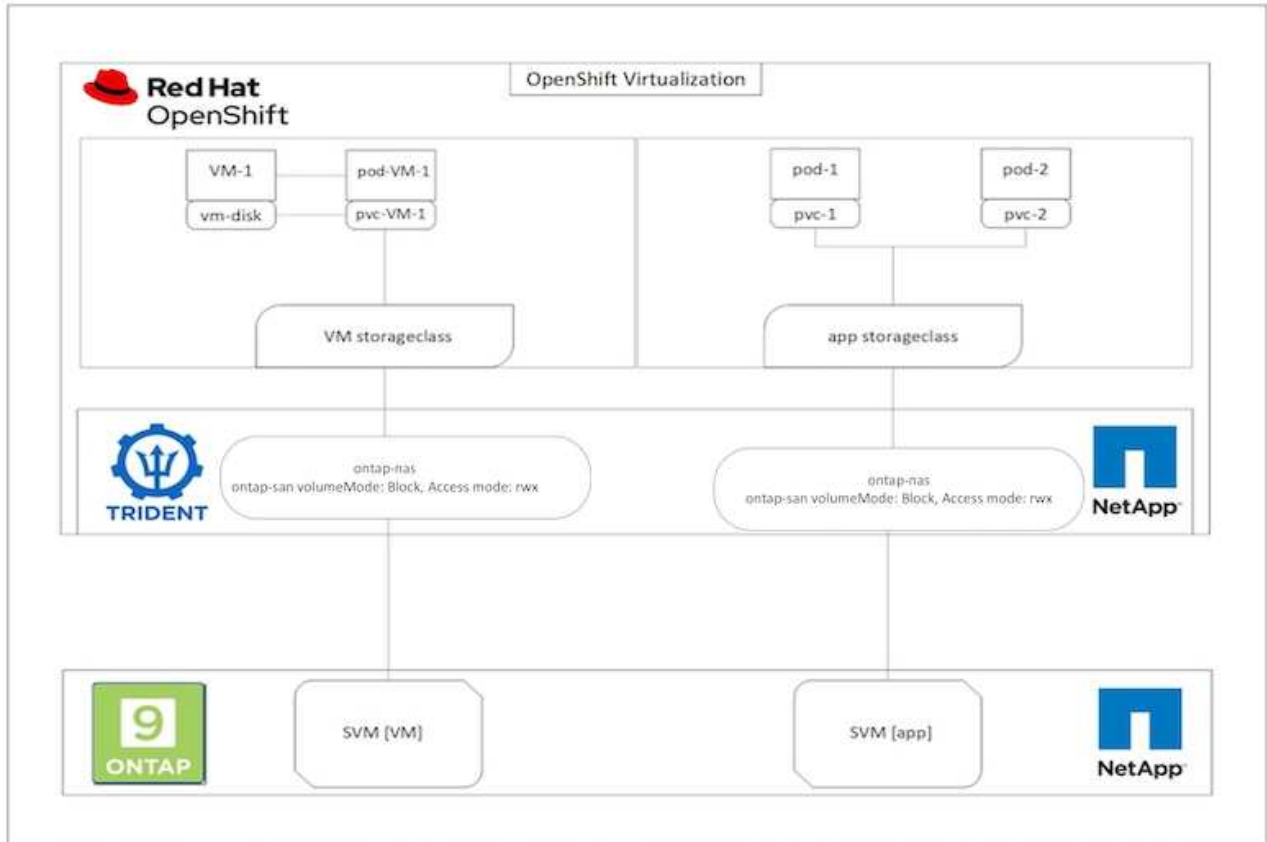 OpenShift Virtualization
Red Hat
OpenShift
VM-1
pod-VM-1
vm-disk
pvc-VM-1
pod-1
pod-2
pvc-1
pvc-2
VM storageclass
app storageclass
TRIDENT
ontap-nas
ontap-san volumeMode: Block, Access mode: rwx
ontap-nas
ontap-san volumeMode: Block, Access mode: rwx
NetApp
9
ONTAP
SVM [VM]
SVM [app]
NetApp